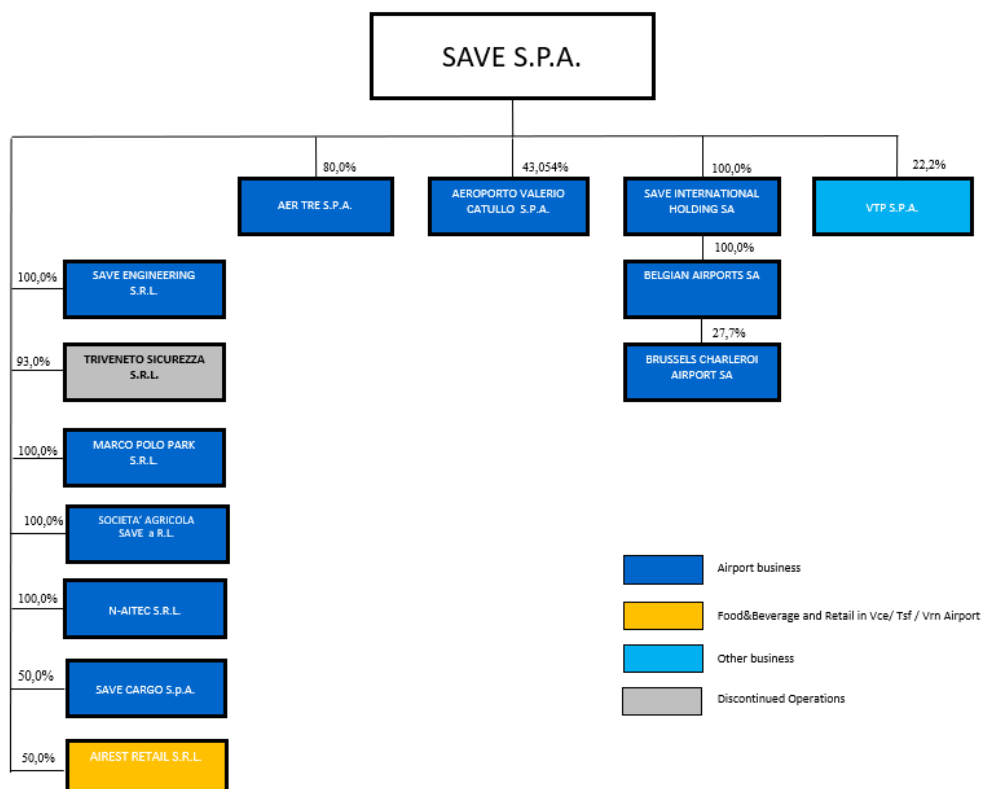 SAVE S.P.A.
80,0%
43,054%
100,0%
22,2%
AER TRE S.P.A.
AEROPORTO VALERIO
CATULLO S.P.A.
SAVE INTERNATIONAL
HOLDING SA
VTP S.P.A.
100,0%
BELGIAN AIRPORTS SA
27,7%
BRUSSELS CHARLEROI
AIRPORT SA
100,0%
SAVE ENGINEERING
S.R.L.
93,0%
TRIVENETO SICUREZZA
S.R.L.
100,0%
MARCO POLO PARK
S.R.L.
100,0%
SOCIETA' AGRICOLA
SAVE a R.L.
100,0%
N-AITEC S.R.L.
50,0%
SAVE CARGO S.p.A.
50,0%
AIREST RETAIL S.R.L.
Airport business
Food&Beverage and Retail in Vce/ Tsf / Vrn Airport
Other business
Discontinued Operations